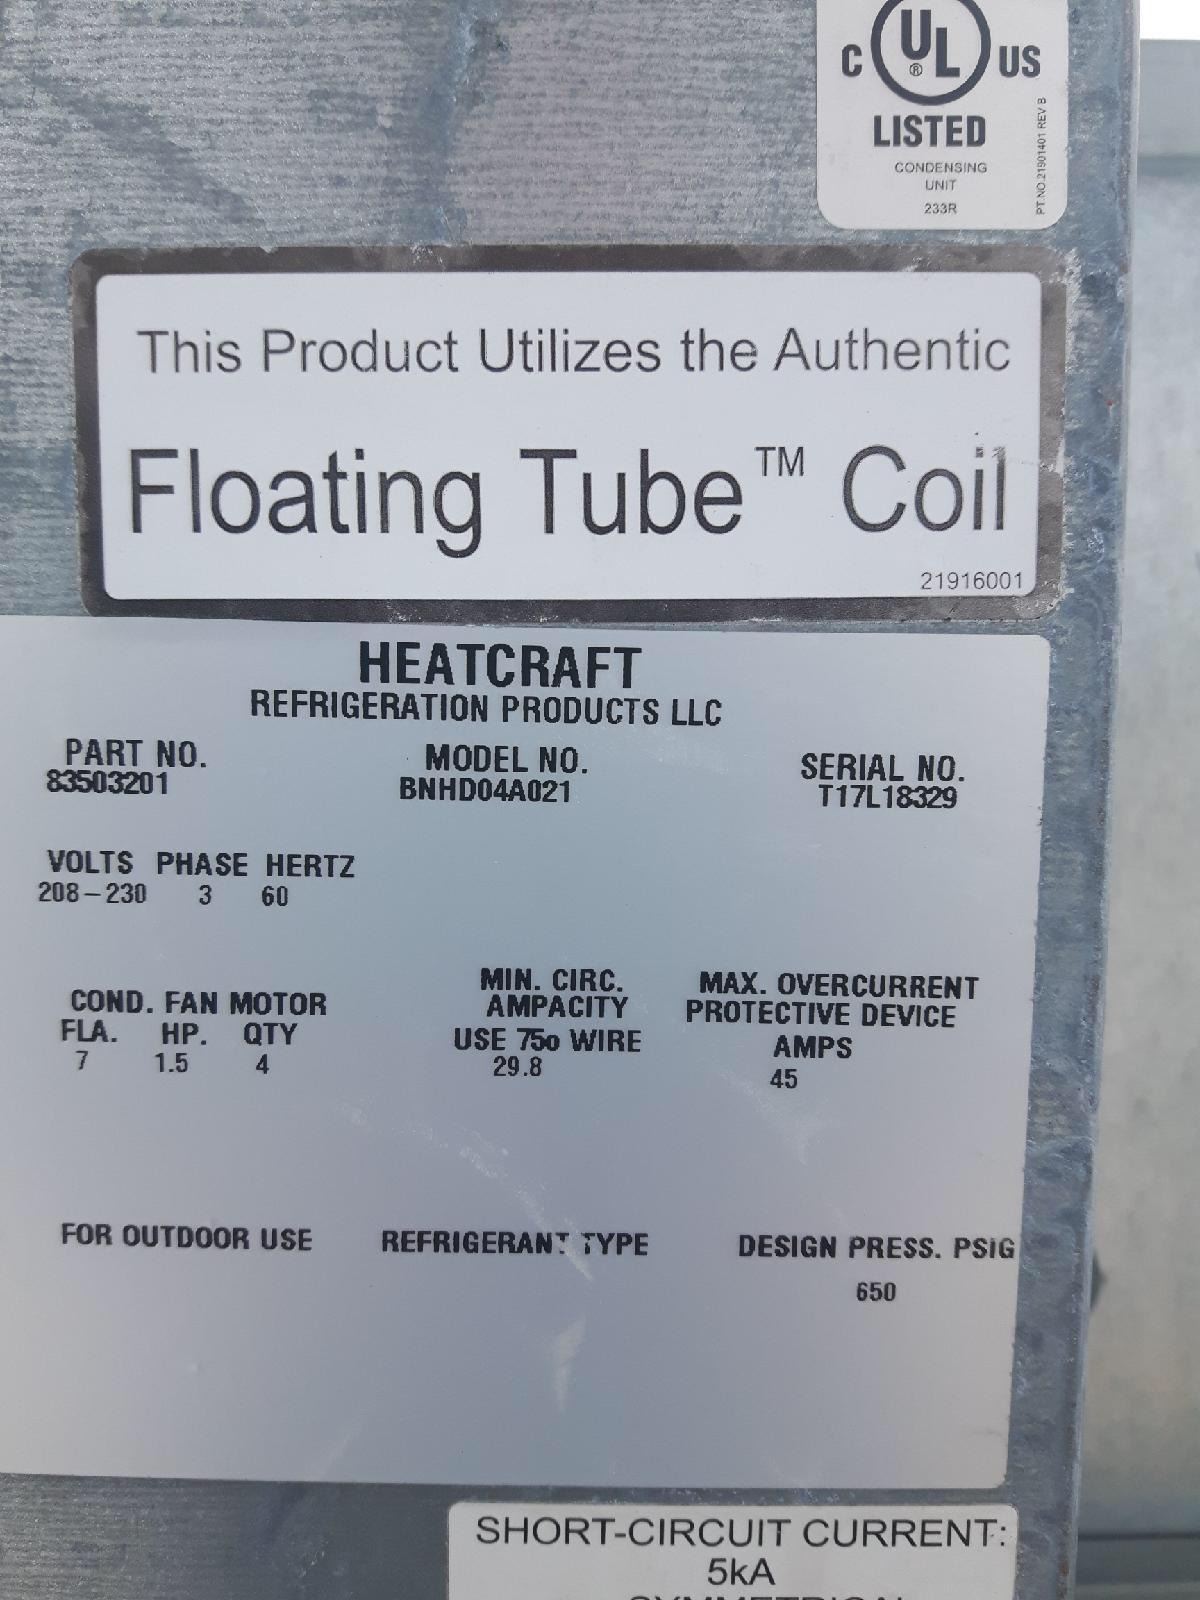 C UL® US
LISTED
CONDENSING
UNIT
233R
PT.NO.21901401 REV B
This Product Utilizes the Authentic
Floating Tube™ Coil
21916001
HEATCRAFT
REFRIGERATION PRODUCTS LLC
PART NO. MODEL NO. SERIAL NO.
83503201 BNHD04A021 T17L18329
VOLTS PHASE HERTZ
208-230 3 60
COND. FAN MOTOR
FLA. HP. QTY
7 1.5 4
MIN. CIRC.
AMPACITY
USE 75o WIRE
29.8
MAX. OVERCURRENT
PROTECTIVE DEVICE
AMPS
45
FOR OUTDOOR USE REFRIGERANT TYPE DESIGN PRESS. PSIG
650
SHORT-CIRCUIT CURRENT:
5kA
SYMMETRICAL